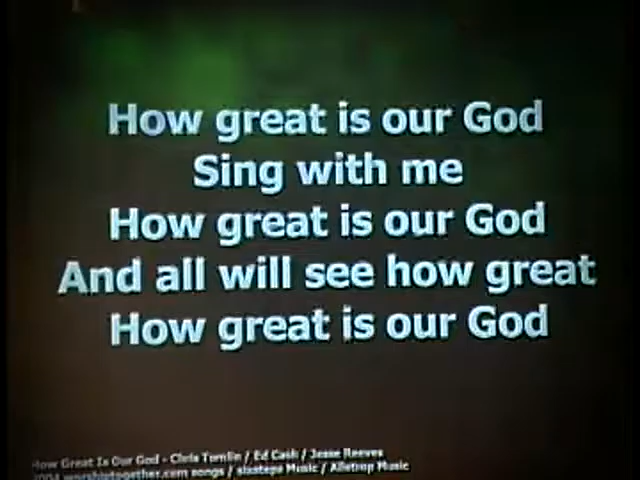 How great is our God
Sing with me
How great is our God
And all will see how great
How great is our God
How Great Is Our God - Chris Tomlin / Ed Cash / Jesse Reeves
2004 worshiptogether.com songs / sixsteps Music / Alletrop Music